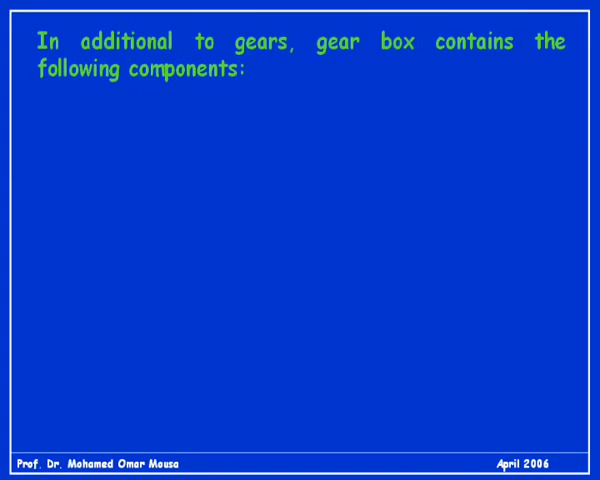 In additional to gears, gear box contains the
following components:
Prof. Dr. Mohamed Omar Mousa
April 2006